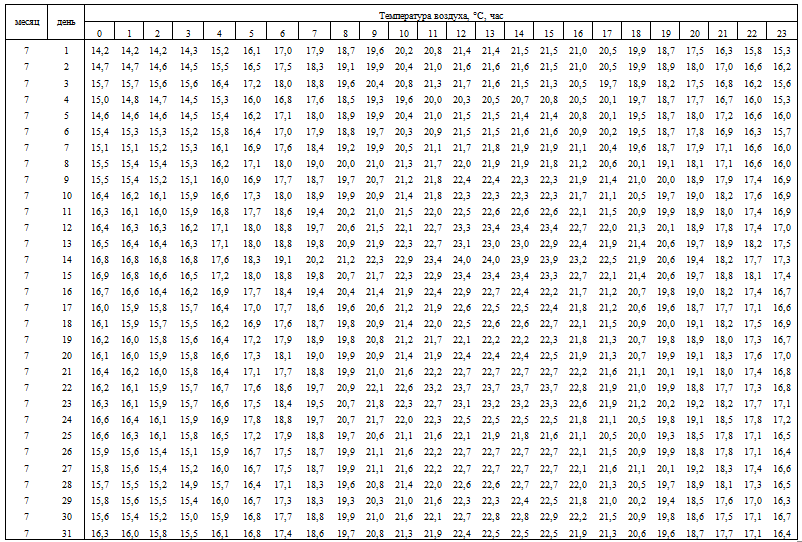 месяц день Температура воздуха, °С, час
0 1 2 3 4 5 6 7 8 9 10 11 12 13 14 15 16 17 18 19 20 21 22 23
7 1 14,2 14,2 14,2 14,3 15,2 16,1 17,0 17,9 18,7 19,6 20,2 20,8 21,4 21,4 21,5 21,5 21,0 20,5 19,9 18,7 17,5 16,3 15,8 15,3
7 2 14,7 14,7 14,6 14,5 15,5 16,5 17,5 18,3 19,1 19,9 20,4 21,0 21,6 21,6 21,6 21,5 21,0 20,5 19,9 18,9 18,0 17,0 16,6 16,2
7 3 15,7 15,7 15,6 15,6 16,4 17,2 18,0 18,8 19,6 20,4 20,8 21,3 21,7 21,6 21,5 21,3 20,5 19,7 18,9 18,2 17,5 16,8 16,2 15,6
7 4 15,0 14,8 14,7 14,5 15,3 16,0 16,8 17,6 18,5 19,3 19,6 20,0 20,3 20,5 20,7 20,8 20,5 20,1 19,7 18,7 17,7 16,7 16,0 15,3
7 5 14,6 14,6 14,6 14,5 15,4 16,2 17,1 18,0 18,9 19,9 20,4 21,0 21,5 21,5 21,4 21,4 20,8 20,1 19,5 18,7 18,0 17,2 16,6 16,0
7 6 15,4 15,3 15,3 15,2 15,8 16,4 17,0 17,9 18,8 19,7 20,3 20,9 21,5 21,5 21,6 21,6 20,9 20,2 19,5 18,7 17,8 16,9 16,3 15,7
7 7 15,1 15,1 15,2 15,3 16,1 16,9 17,6 18,4 19,2 19,9 20,5 21,1 21,7 21,8 21,9 21,9 21,1 20,4 19,6 18,7 17,9 17,1 16,6 16,0
7 8 15,5 15,4 15,4 15,3 16,2 17,1 18,0 19,0 20,0 21,0 21,3 21,7 22,0 21,9 21,9 21,8 21,2 20,6 20,1 19,1 18,1 17,1 16,6 16,0
7 9 15,5 15,4 15,2 15,1 16,0 16,9 17,7 18,7 19,7 20,7 21,2 21,8 22,4 22,4 22,3 22,3 21,9 21,4 21,0 20,0 18,9 17,9 17,4 16,9
7 10 16,4 16,2 16,1 15,9 16,6 17,3 18,0 18,9 19,9 20,9 21,4 21,8 22,3 22,3 22,3 22,3 21,7 21,1 20,5 19,7 19,0 18,2 17,6 16,9
7 11 16,3 16,1 16,0 15,9 16,8 17,7 18,6 19,4 20,2 21,0 21,5 22,0 22,5 22,6 22,6 22,6 22,1 21,5 20,9 19,9 18,9 18,0 17,4 16,9
7 12 16,4 16,3 16,3 16,2 17,1 18,0 18,8 19,7 20,6 21,5 22,1 22,7 23,3 23,4 23,4 23,4 22,7 22,0 21,3 20,1 18,9 17,8 17,4 17,0
7 13 16,5 16,4 16,4 16,3 17,1 18,0 18,8 19,8 20,9 21,9 22,3 22,7 23,1 23,0 23,0 22,9 22,4 21,9 21,4 20,6 19,7 18,9 18,2 17,5
7 14 16,8 16,8 16,8 16,8 17,6 18,3 19,1 20,2 21,2 22,3 22,9 23,4 24,0 24,0 23,9 23,9 23,2 22,5 21,9 20,6 19,4 18,2 17,7 17,3
7 15 16,9 16,8 16,6 16,5 17,2 18,0 18,8 19,8 20,7 21,7 22,3 22,9 23,4 23,4 23,4 23,3 22,7 22,1 21,4 20,6 19,7 18,8 18,1 17,4
7 16 16,7 16,6 16,4 16,2 16,9 17,7 18,4 19,4 20,4 21,4 21,9 22,4 22,9 22,7 22,4 22,2 21,7 21,2 20,7 19,8 19,0 18,2 17,4 16,7
7 17 16,0 15,9 15,8 15,7 16,4 17,0 17,7 18,6 19,6 20,6 21,2 21,9 22,6 22,5 22,5 22,4 21,8 21,2 20,6 19,6 18,7 17,7 17,1 16,6
7 18 16,1 15,9 15,7 15,5 16,2 16,9 17,6 18,7 19,8 20,9 21,4 22,0 22,5 22,6 22,6 22,7 22,1 21,5 20,9 20,0 19,1 18,2 17,5 16,9
7 19 16,2 16,0 15,8 15,6 16,4 17,2 17,9 18,9 19,8 20,8 21,2 21,7 22,1 22,2 22,2 22,3 21,8 21,3 20,7 19,8 18,9 18,0 17,3 16,7
7 20 16,1 16,0 15,9 15,8 16,6 17,3 18,1 19,0 19,9 20,9 21,4 21,9 22,4 22,4 22,4 22,5 21,9 21,3 20,7 19,9 19,1 18,3 17,6 17,0
7 21 16,4 16,2 16,0 15,8 16,4 17,1 17,7 18,8 19,9 21,0 21,6 22,2 22,7 22,7 22,7 22,7 22,2 21,6 21,1 20,1 19,1 18,0 17,4 16,8
7 22 16,2 16,1 15,9 15,7 16,7 17,6 18,6 19,7 20,9 22,1 22,6 23,2 23,7 23,7 23,7 23,7 22,8 21,9 21,0 19,9 18,8 17,7 17,3 16,8
7 23 16,3 16,1 15,9 15,7 16,6 17,5 18,4 19,5 20,7 21,8 22,3 22,7 23,1 23,2 23,2 23,3 22,6 21,9 21,2 20,2 19,2 18,2 17,7 17,1
7 24 16,6 16,4 16,1 15,9 16,9 17,8 18,8 19,7 20,7 21,7 22,0 22,3 22,5 22,5 22,5 22,5 21,8 21,1 20,5 19,8 19,1 18,5 17,8 17,2
7 25 16,6 16,3 16,1 15,8 16,5 17,2 17,9 18,8 19,7 20,6 21,1 21,6 22,1 21,9 21,8 21,6 21,1 20,5 20,0 19,3 18,5 17,8 17,1 16,5
7 26 15,9 15,6 15,4 15,1 15,9 16,7 17,5 18,7 19,9 21,1 21,6 22,2 22,7 22,7 22,7 22,7 22,1 21,5 20,9 19,9 18,8 17,8 17,1 16,4
7 27 15,8 15,6 15,4 15,2 16,0 16,7 17,5 18,7 19,9 21,1 21,6 22,2 22,7 22,7 22,7 22,7 22,1 21,6 21,1 20,1 19,2 18,3 17,4 16,6
7 28 15,7 15,5 15,2 14,9 15,7 16,4 17,1 18,3 19,6 20,8 21,4 22,0 22,6 22,6 22,7 22,7 22,0 21,3 20,5 19,7 18,9 18,1 17,3 16,5
7 29 15,8 15,6 15,5 15,4 16,0 16,7 17,3 18,3 19,3 20,3 21,0 21,6 22,3 22,3 22,4 22,5 21,8 21,0 20,2 19,4 18,5 17,6 17,0 16,3
7 30 15,6 15,4 15,2 15,0 15,9 16,8 17,7 18,8 19,9 21,0 21,6 22,1 22,7 22,8 22,8 22,9 22,2 21,5 20,9 19,8 18,6 17,5 17,1 16,7
7 31 16,3 16,0 15,8 15,5 16,1 16,8 17,4 18,6 19,7 20,8 21,3 21,9 22,4 22,5 22,7 22,9 22,1 21,3 20,6 19,6 18,7 17,7 17,1 16,4